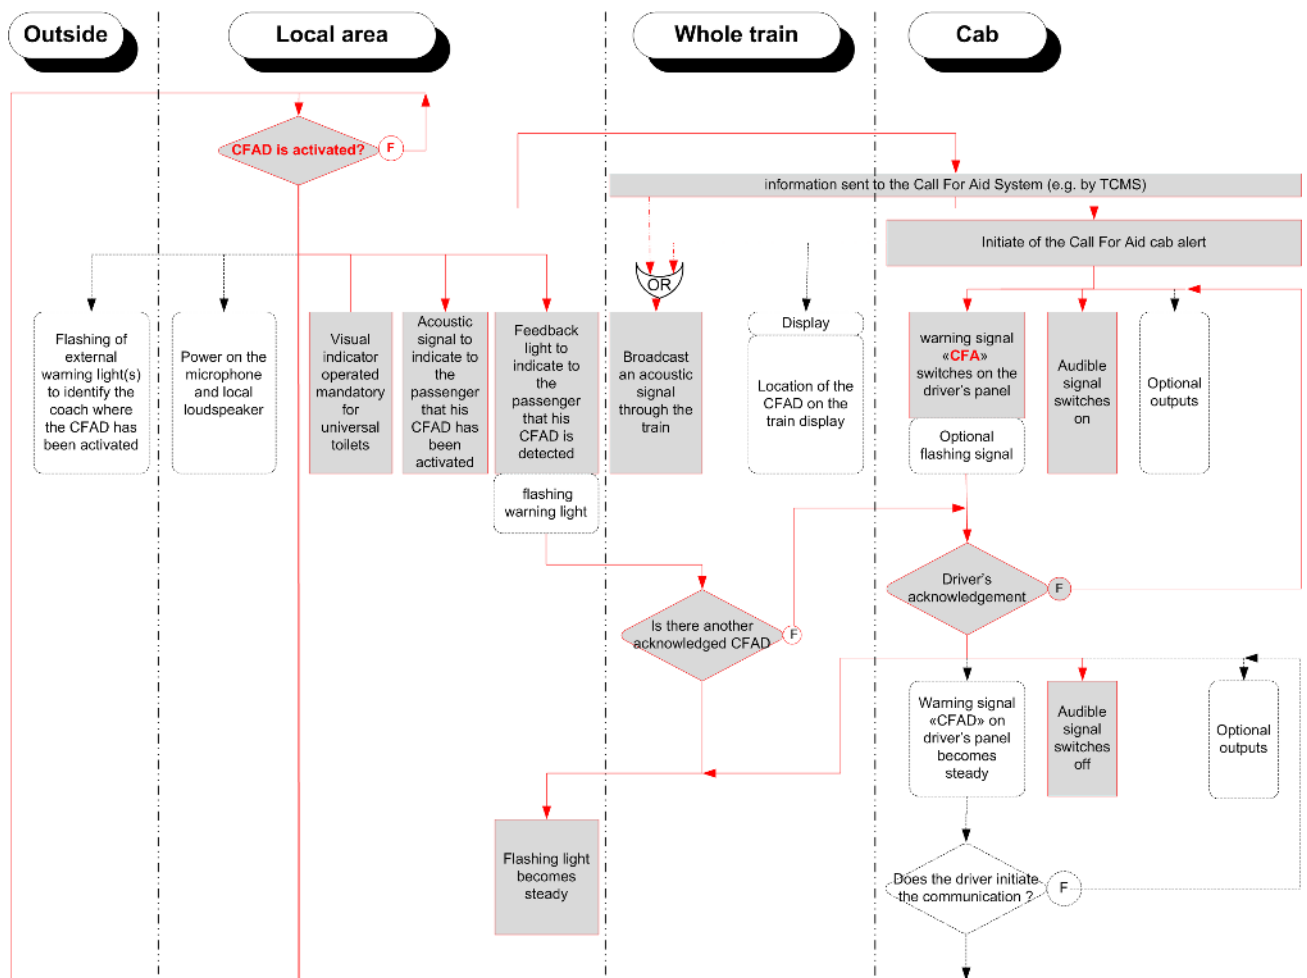 Outside
Local area
Whole train
Cab
CFAD is activated?
F
information sent to the Call For Aid System (e.g. by TCMS)
Initiate of the Call For Aid cab alert
OR
Flashing of
external
warning light(s)
to identify the
coach where
the CFAD has
been activated
Power on the
microphone
and local
loudspeaker
Visual
indicator
operated
mandatory
for
universal
toilets
Acoustic
signal to
indicate to
the
passenger
that his
CFAD has
been
activated
Feedback
light to
indicate to
the
passenger
that his
CFAD is
detected
flashing
warning light
Broadcast
an acoustic
signal
through the
train
Display
Location of the
CFAD on the
train display
warning signal
«CFA»
switches on the
driver's panel
Optional
flashing signal
Audible
signal
switches
on
Optional
outputs
Driver's
acknowledgement
F
Is there another
acknowledged CFAD
F
Warning signal
«CFAD» on
driver's panel
becomes
steady
Audible
signal
switches
off
Optional
outputs
Flashing light
becomes
steady
Does the driver initiate
the communication ?
F